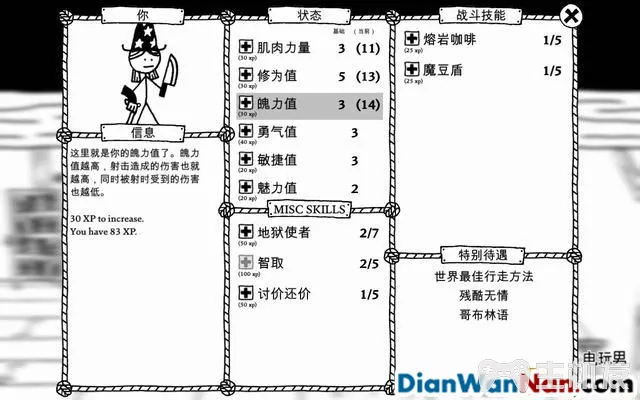 你
这里就是你的魄力值了。魄力
值越高，射击造成的伤害也就
越高，同时被射时受到的伤害
也越低。
30 XP to increase.
You have 83 XP.
信息
状态
基础 （当前）
肌肉力量 3 (11)
(30 xp)
修为值 5 (13)
(50 xp)
魄力值 3 (14)
(30 xp)
勇气值 3
(40 xp)
敏捷值 3
(20 xp)
魅力值 2
(20 xp)
MISC SKILLS
地狱使者 2/7
(50 xp)
智取 2/5
(100 xp)
讨价还价 1/5
(50 xp)
战斗技能
熔岩咖啡 1/5
(25 xp)
魔豆盾 1/5
(25 xp)
特别待遇
世界最佳行走方法
残酷无情
哥布林语
电玩男
DianWanNan.com